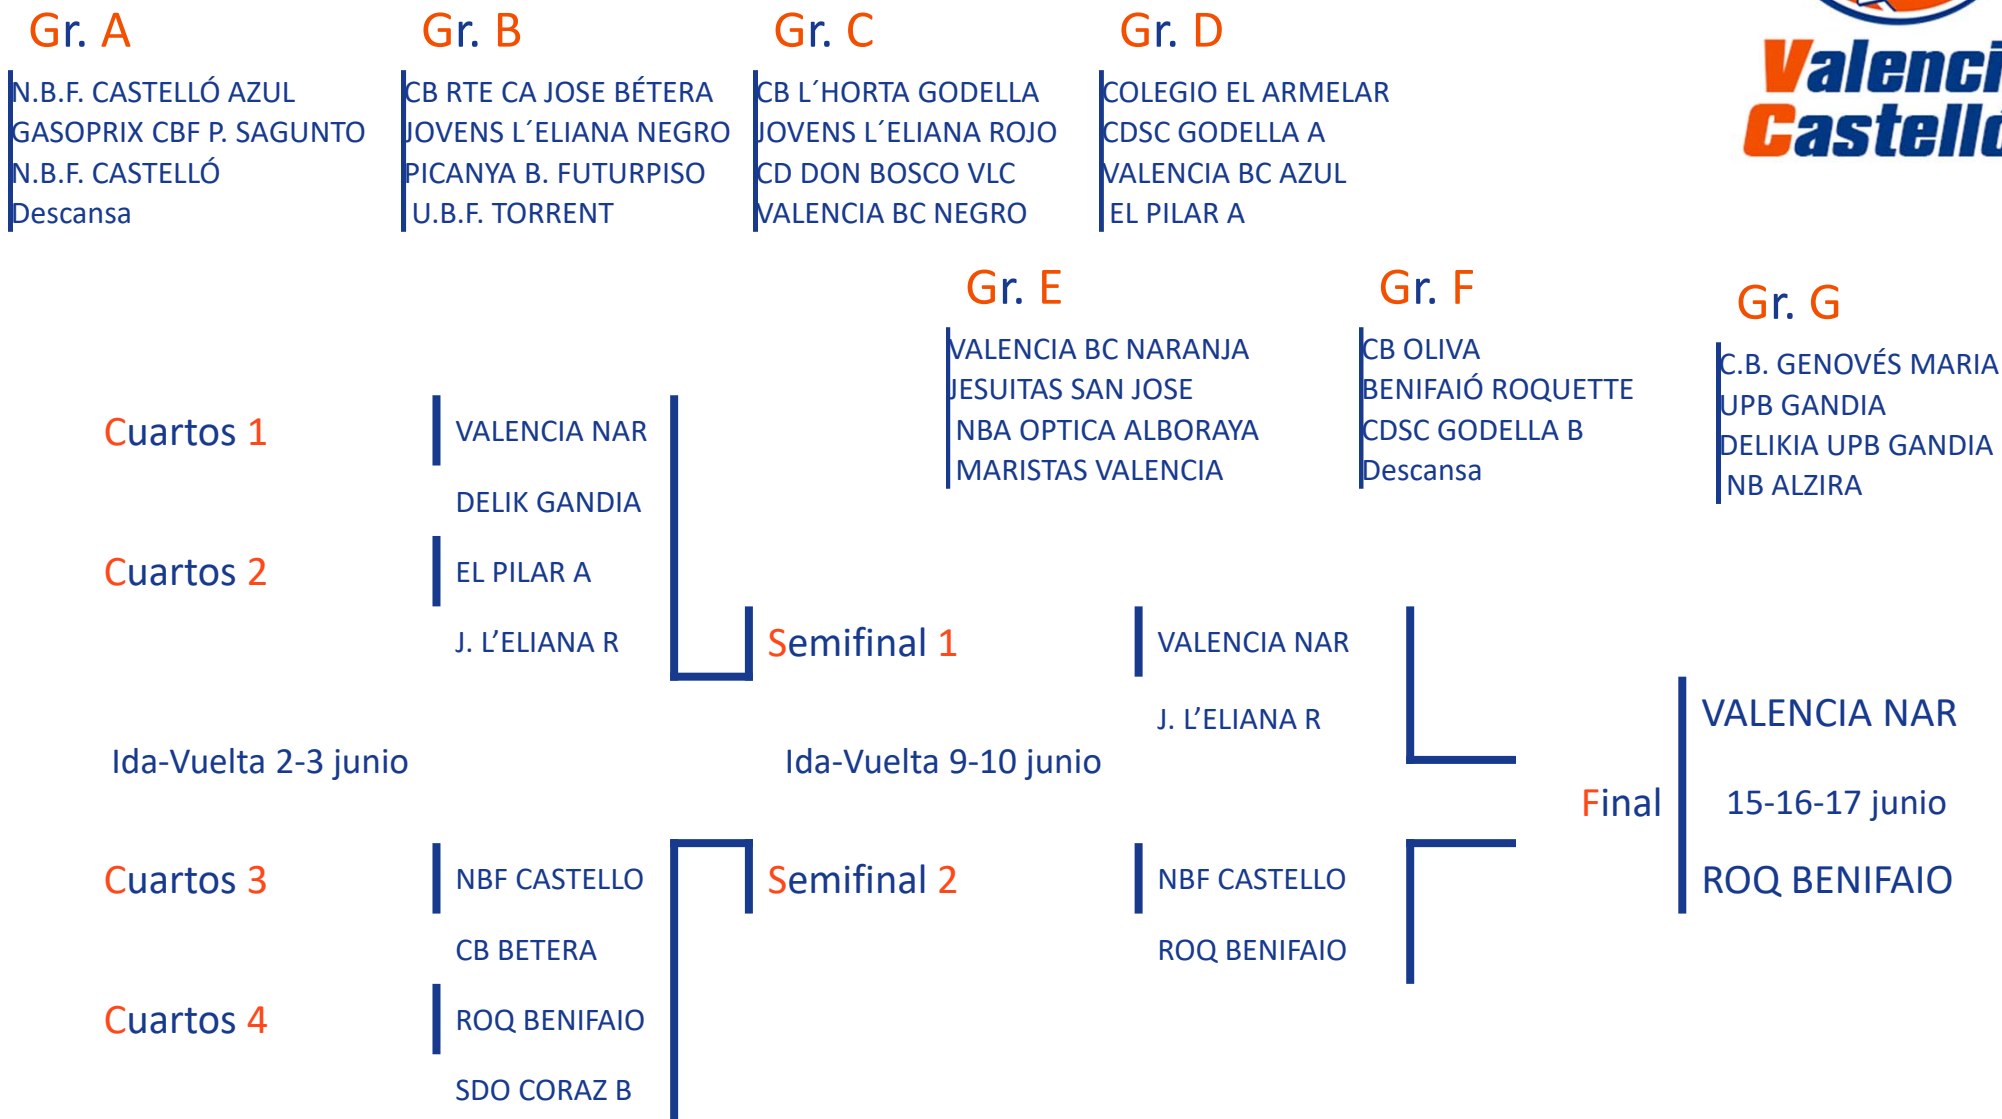 Gr. A
N.B.F. CASTELLÓ AZUL
GASOPRIX CBF P. SAGUNTO
N.B.F. CASTELLÓ
Descansa
Gr. B
CB RTE CA JOSE BÉTERA
JOVENS L´ELIANA NEGRO
PICANYA B. FUTURPISO
U.B.F. TORRENT
Gr. C
CB L´HORTA GODELLA
JOVENS L´ELIANA ROJO
CD DON BOSCO VLC
VALENCIA BC NEGRO
Gr. D
COLEGIO EL ARMELAR
CDSC GODELLA A
VALENCIA BC AZUL
EL PILAR A
Valenci
Castelló
Gr. E
VALENCIA BC NARANJA
JESUITAS SAN JOSE
NBA OPTICA ALBORAYA
MARISTAS VALENCIA
Gr. F
CB OLIVA
BENIFAIÓ ROQUETTE
CDSC GODELLA B
Descansa
Gr. G
C.B. GENOVÉS MARIA
UPB GANDIA
DELIKIA UPB GANDIA
NB ALZIRA
Cuartos 1
VALENCIA NAR
DELIK GANDIA
Cuartos 2
EL PILAR A
J. L’ELIANA R
Semifinal 1
VALENCIA NAR
J. L’ELIANA R
Ida-Vuelta 2-3 junio
Ida-Vuelta 9-10 junio
VALENCIA NAR
Final
15-16-17 junio
ROQ BENIFAIO
Cuartos 3
NBF CASTELLO
CB BETERA
Semifinal 2
NBF CASTELLO
ROQ BENIFAIO
Cuartos 4
ROQ BENIFAIO
SDO CORAZ B